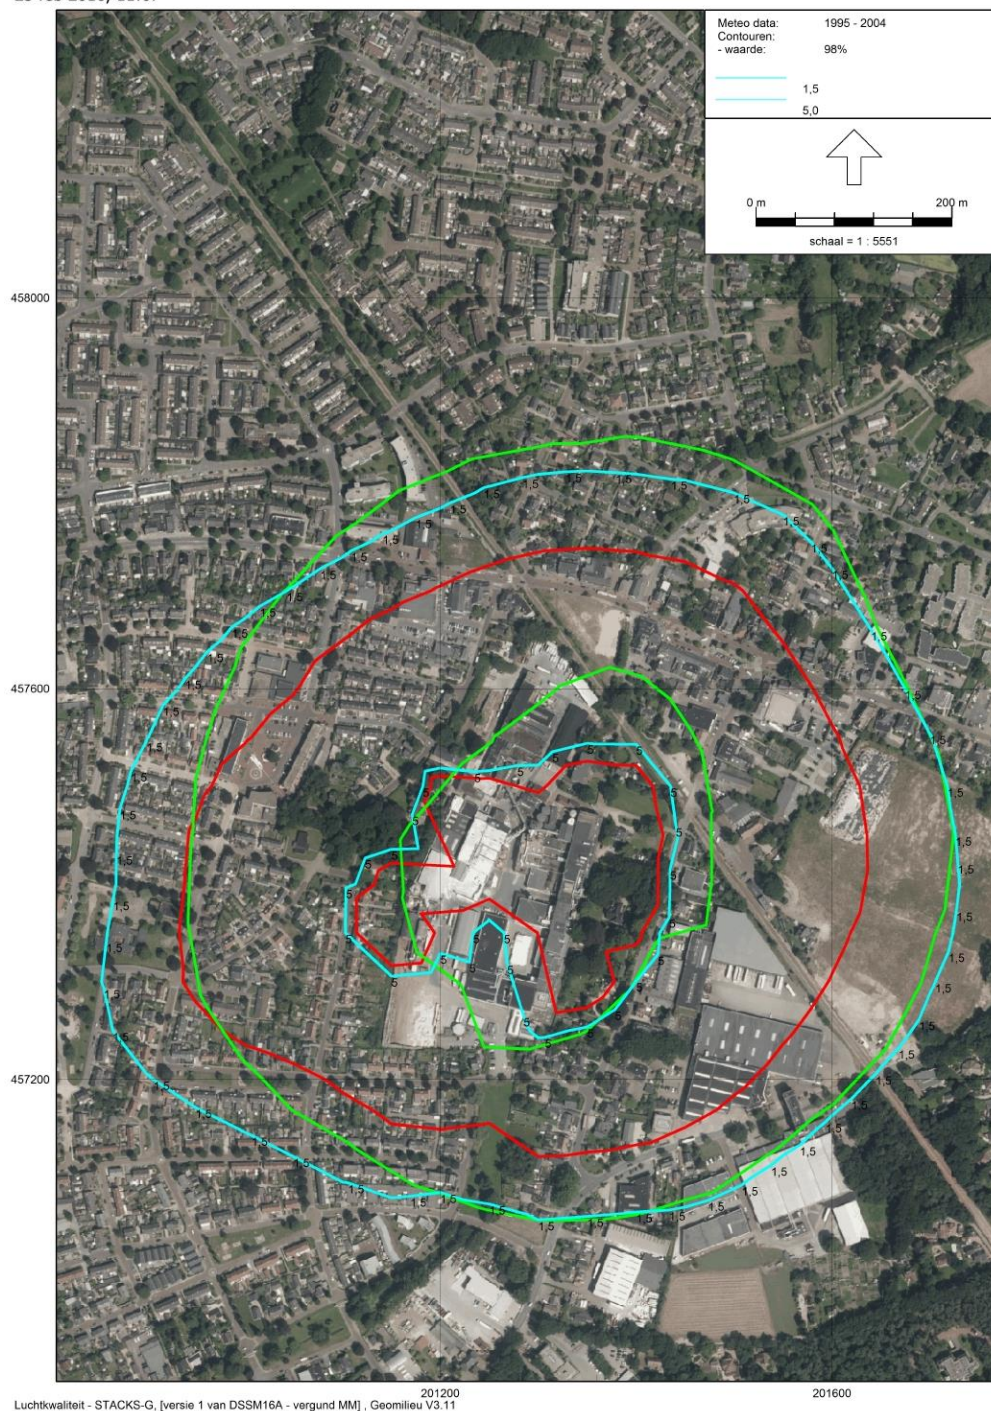 Meteo data: 1995 - 2004
Contouren:
- waarde: 98%
1,5
5,0
0 m 200 m
schaal = 1 : 5551
458000
457600
457200
201200 201600
Luchtkwaliteit - STACKS-G, [versie 1 van DSSM16A - vergund MM] , Geomilieu V3.11